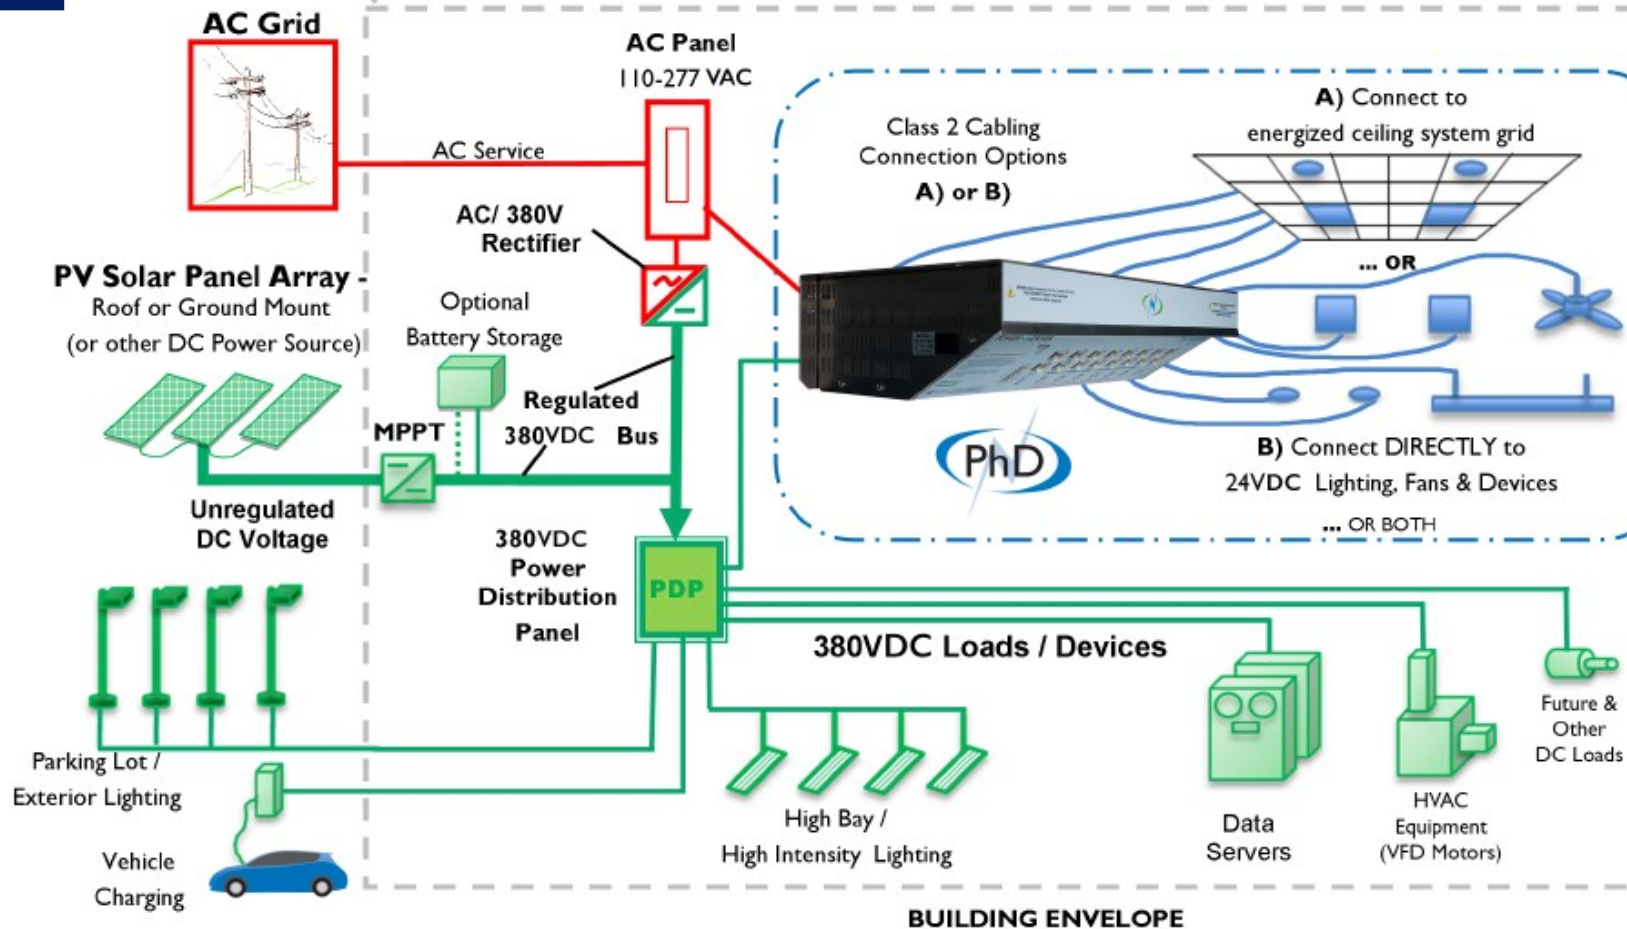 AC Grid
AC Panel
110-277 VAC
AC Service
AC/ 380V
Rectifier
Class 2 Cabling
Connection Options
A) or B)
A) Connect to
energized ceiling system grid
... OR
PV Solar Panel Array -
Roof or Ground Mount
(or other DC Power Source)
Optional
Battery Storage
MPPT
Regulated
380VDC Bus
Unregulated
DC Voltage
PhD
B) Connect DIRECTLY to
24VDC Lighting, Fans & Devices
... OR BOTH
380VDC
Power
Distribution
Panel
PDP
380VDC Loads / Devices
Parking Lot /
Exterior Lighting
Vehicle
Charging
High Bay /
High Intensity Lighting
Data
Servers
HVAC
Equipment
(VFD Motors)
Future &
Other
DC Loads
BUILDING ENVELOPE